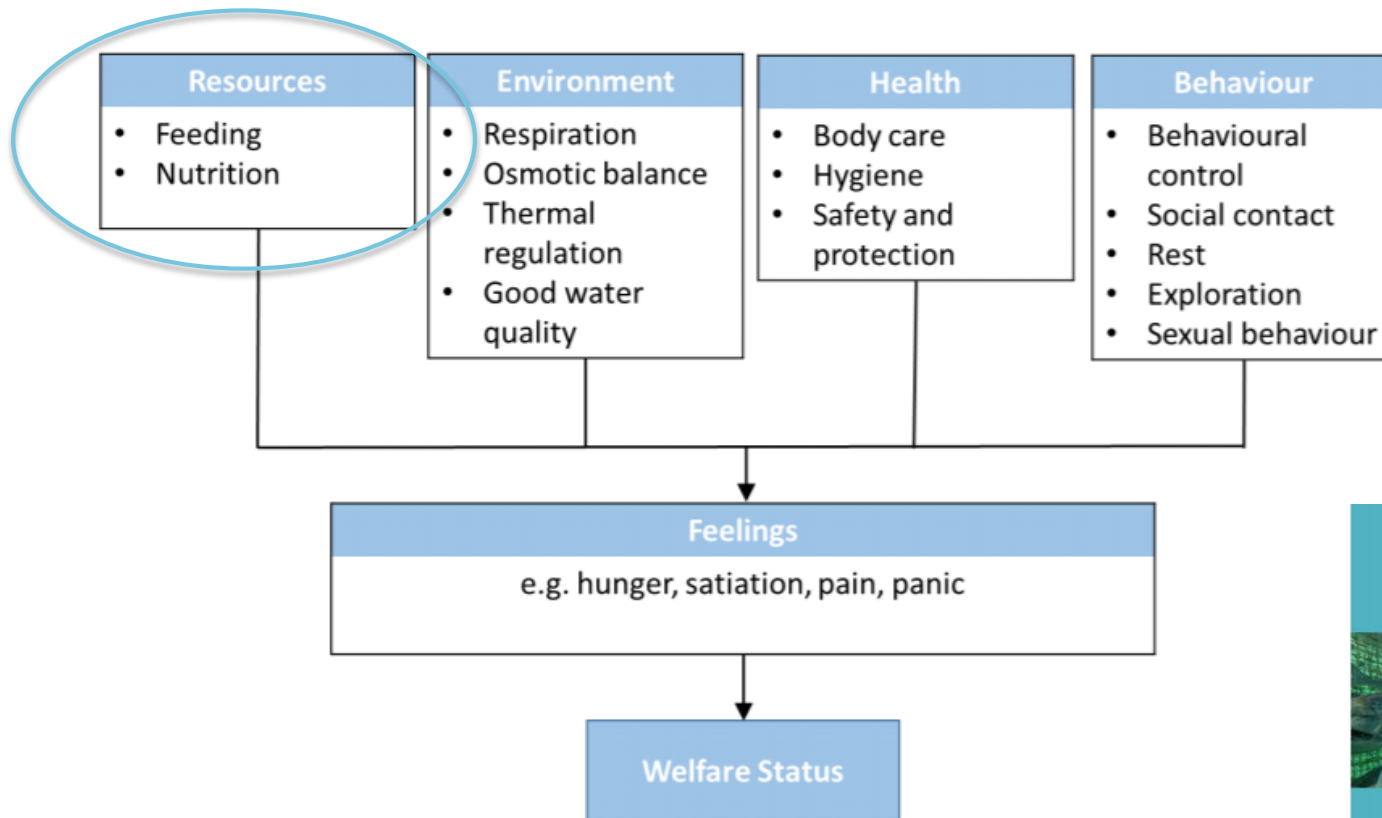 Resources
• Feeding
• Nutrition
Environment
• Respiration
• Osmotic balance
• Thermal
regulation
• Good water
quality
Health
• Body care
• Hygiene
• Safety and
protection
Behaviour
• Behavioural
control
• Social contact
• Rest
• Exploration
• Sexual behaviour
Feelings
e.g. hunger, satiation, pain, panic
Welfare Status